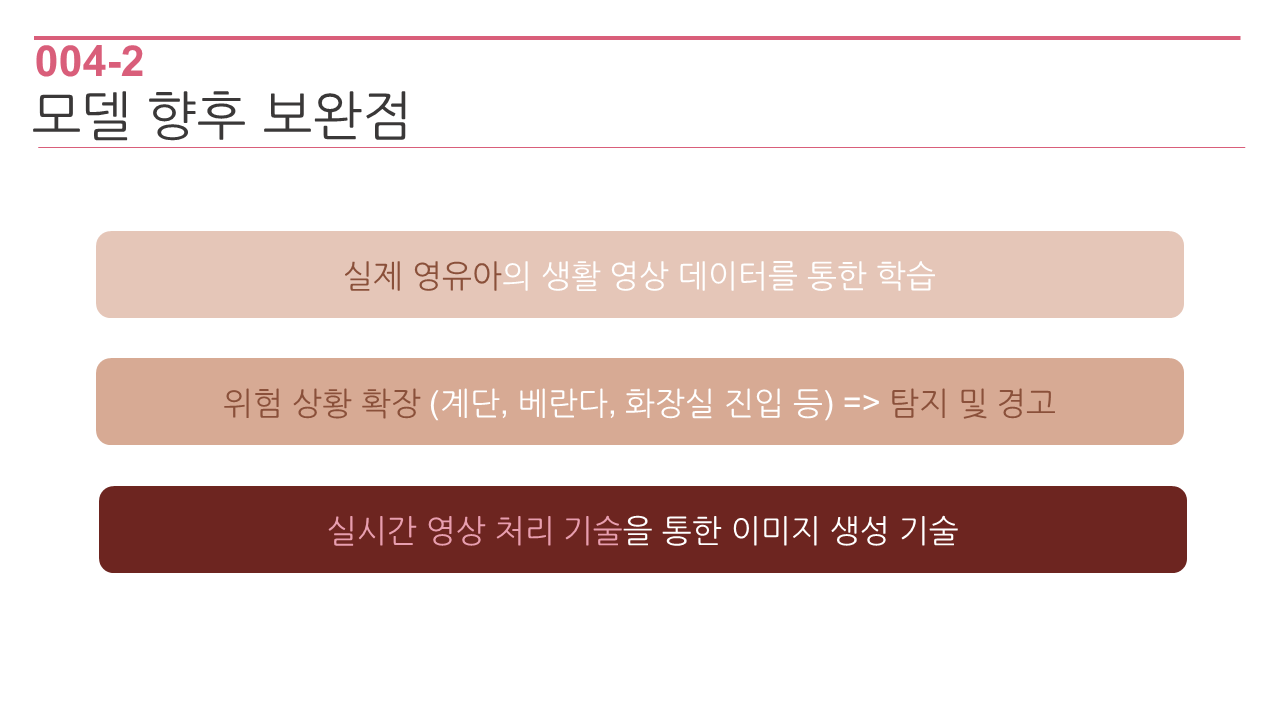 004-2
모델 향후 보완점
실제 영유아의 생활 영상 데이터를 통한 학습
위험 상황 확장 (계단, 베란다, 화장실 진입 등) => 탐지 및 경고
실시간 영상 처리 기술을 통한 이미지 생성 기술